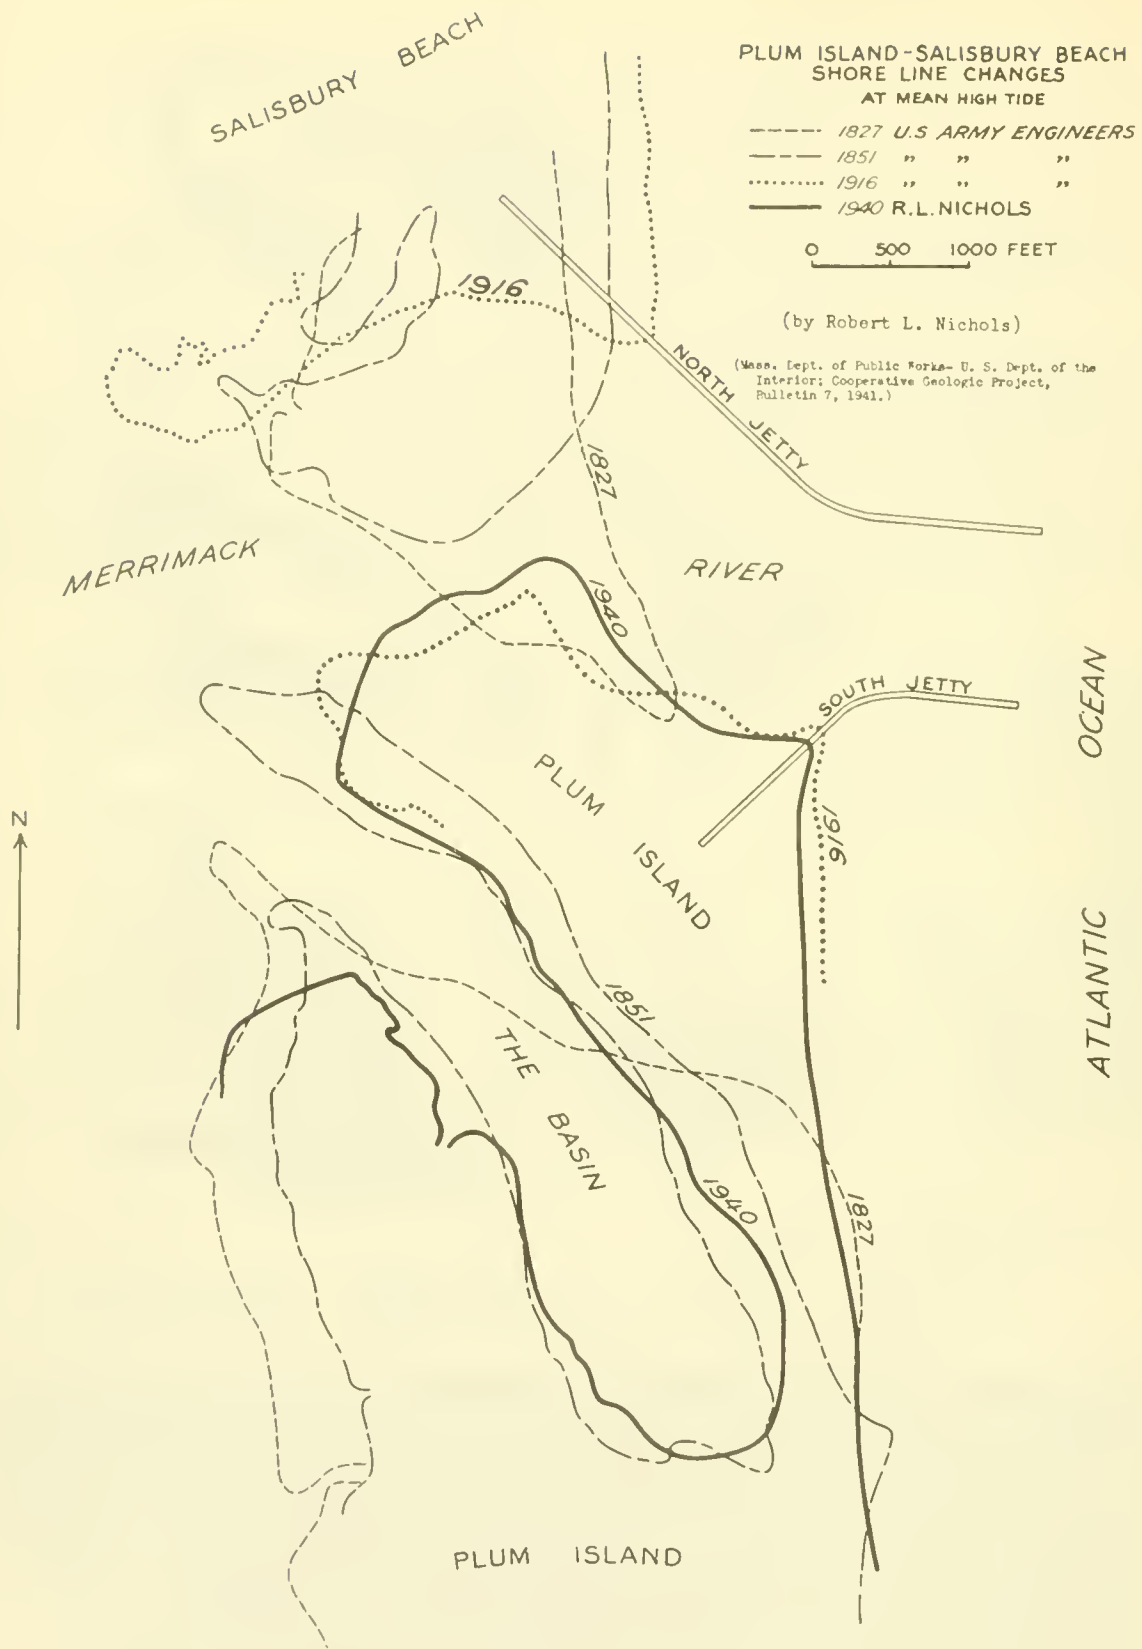 SALISBURY BEACH
PLUM ISLAND-SALISBURY BEACH
SHORE LINE CHANGES
AT MEAN HIGH TIDE
1827 U.S ARMY ENGINEERS
1851 " " "
1916 " " "
1940 R.L.NICHOLS
0 500 1000 FEET
(by Robert L. Nichols)
(Mass. Dept. of Public Works- U. S. Dept. of the
Interior; Cooperative Geologic Project,
Bulletin 7, 1941.)
1916
NORTH JETTY
1827
MERRIMACK RIVER
1940
SOUTH JETTY
ATLANTIC OCEAN
PLUM
ISLAND
1916
N
1851
THE BASIN
1940
1827
PLUM ISLAND